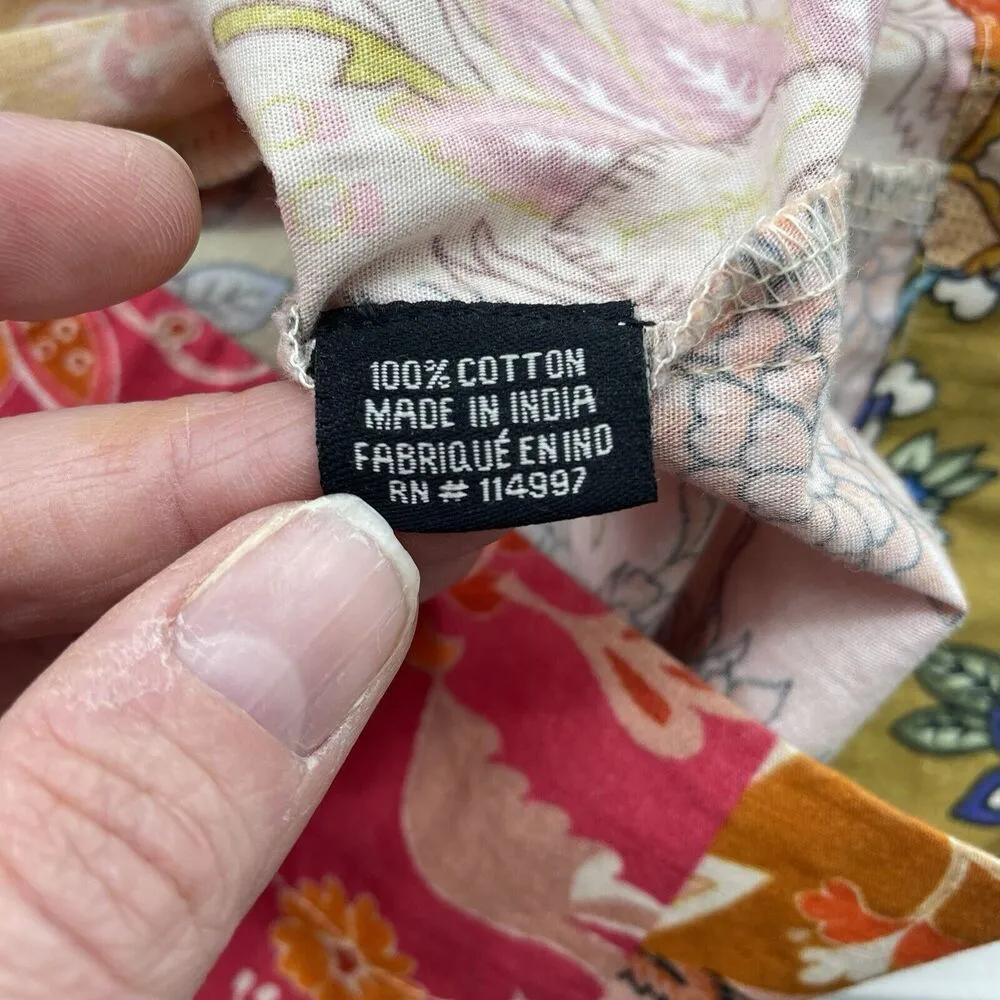 100% COTTON
MADE IN INDIA
FABRIQUÉ EN IND
RN # 114997